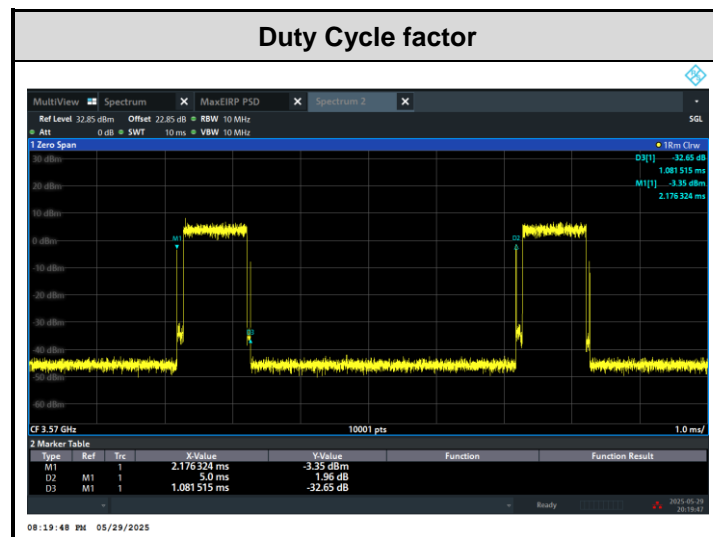 Duty Cycle factor
MultiView Spectrum X MaxEIRP PSD X Spectrum 2 X
Ref Level 32.85 dBm Offset 22.85 dB RBW 10 MHz SGL
Att 0 dB SWT 10 ms VBW 10 MHz
1 Zero Span 1Rm Clrw
D3[1] -32.65 dB
1.081 515 ms
M1[1] -3.35 dBm
2.176 324 ms
30 dBm
20 dBm
10 dBm
M1 D2
0 dBm
-10 dBm
-20 dBm
-30 dBm
D3
-40 dBm
-50 dBm
-60 dBm
CF 3.57 GHz 10001 pts 1.0 ms/
2 Marker Table
Type Ref Trc X-Value Y-Value Function Function Result
M1 1 2.176 324 ms -3.35 dBm
D2 M1 1 5.0 ms 1.96 dB
D3 M1 1 1.081 515 ms -32.65 dB
Ready 2025-05-29
20:19:47
08:19:48 PM 05/29/2025